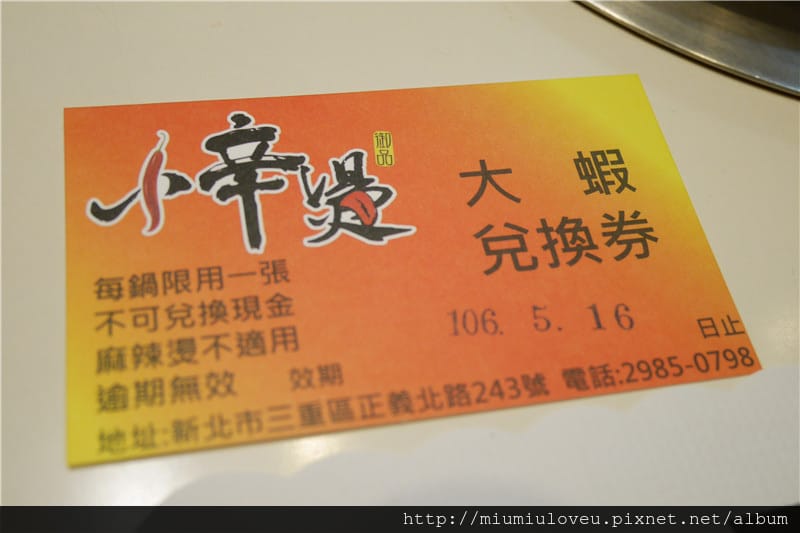 小辛燙
御品
大蝦
兌換券
每鍋限用一張
不可兌換現金
麻辣燙不適用
逾期無效 效期
106. 5. 16 日止
地址:新北市三重區正義北路243號 電話:2985-0798
http://miumiuloveu.pixnet.net/album